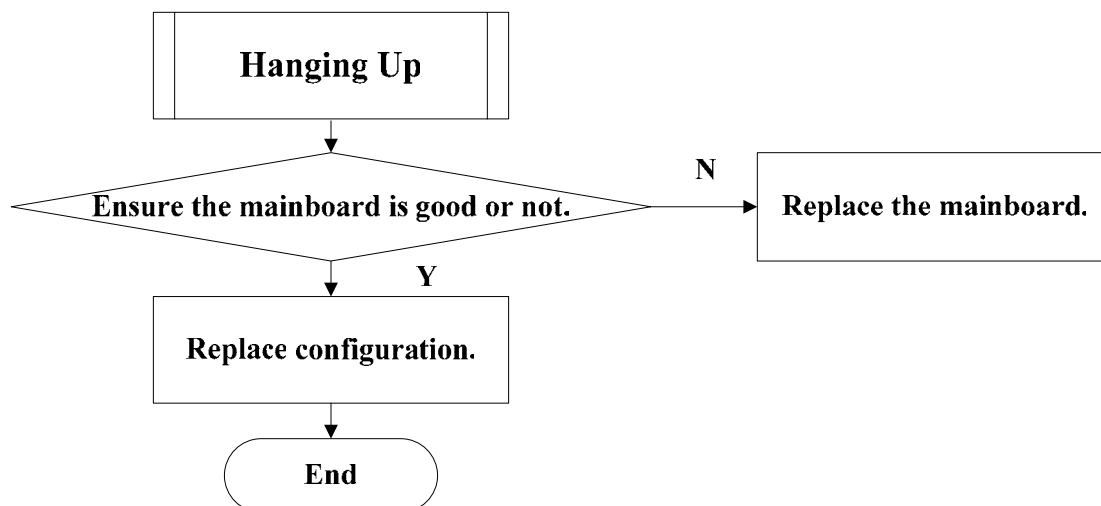 Hanging Up
N
Ensure the mainboard is good or not.
Replace the mainboard.
Y
Replace configuration.
End